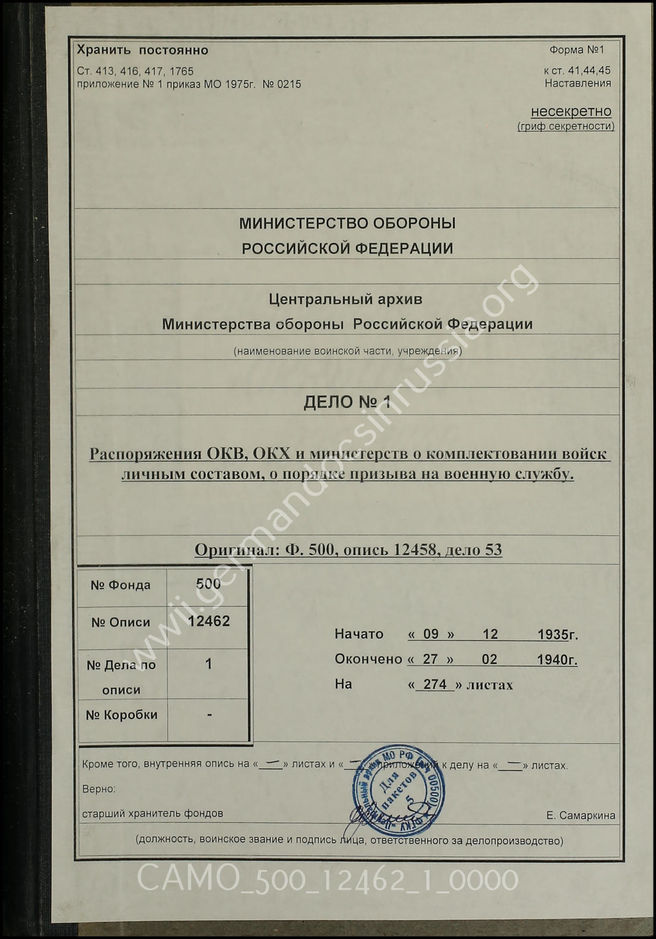 Хранить постоянно
Форма №1
Ст. 413, 416, 417, 1765
к ст. 41,44,45
приложение № 1 приказ МО 1975г. № 0215
Наставления
несекретно
(гриф секретности)
МИНИСТЕРСТВО ОБОРОНЫ
РОССИЙСКОЙ ФЕДЕРАЦИИ
Центральный архив
Министерства обороны Российской Федерации
(наименование воинской части, учреждения)
ДЕЛО № 1
Распоряжения ОКВ, ОКХ и министерств о комплектовании войск
личным составом, о порядке призыва на военную службу.
Оригинал: Ф. 500, опись 12458, дело 53
№ Фонда 500
№ Описи 12462
№ Дела по описи 1
№ Коробки -
Начато « 09 » 12 1935г.
Окончено « 27 » 02 1940г.
На « 274 » листах
Кроме того, внутренняя опись на « — » листах и « — » приложений к делу на « — » листах.
Верно:
старший хранитель фондов
Е. Самаркина
(должность, воинское звание и подпись лица, ответственного за делопроизводство)
Для
пакетов
5
www.germandocsinrussia.org
CAMO_500_12462_1_0000